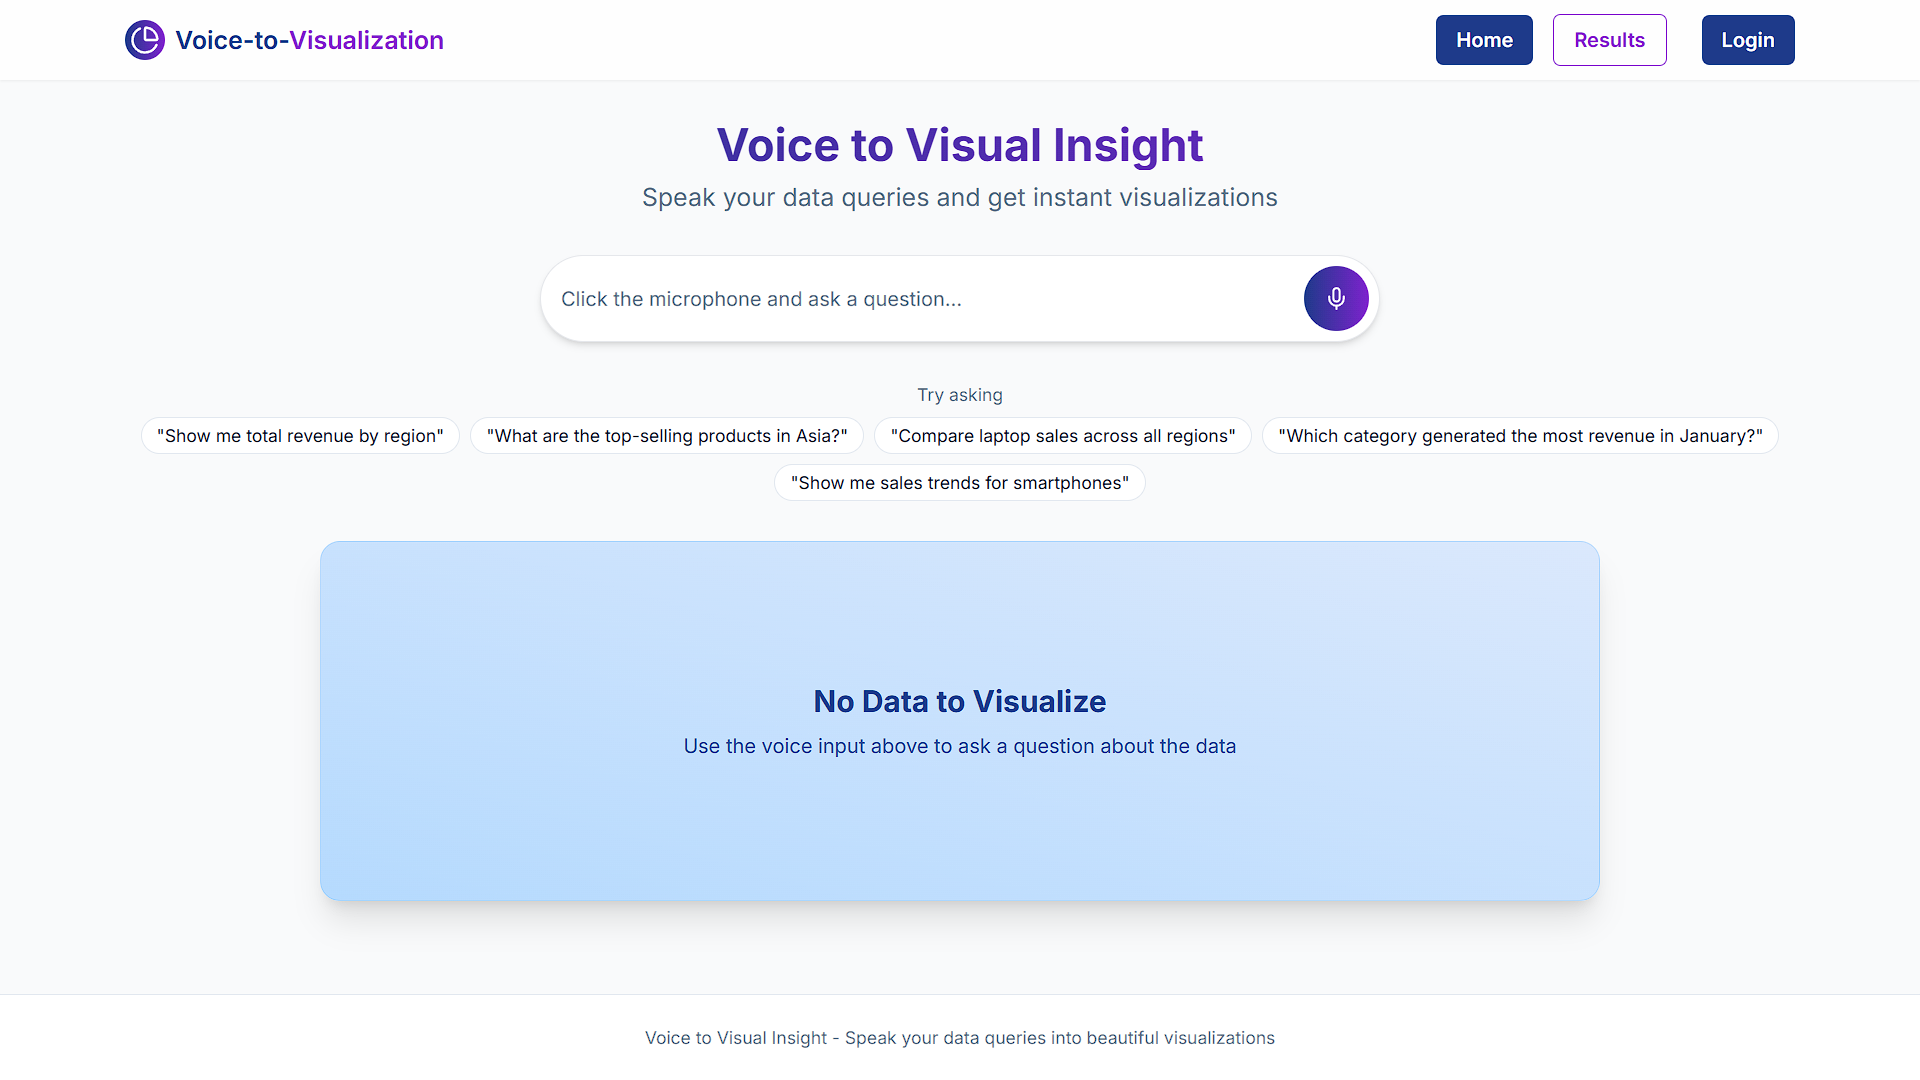 Voice-to-Visualization
Home
Results
Login
Voice to Visual Insight
Speak your data queries and get instant visualizations
Click the microphone and ask a question...
Try asking
"Show me total revenue by region"
"What are the top-selling products in Asia?"
"Compare laptop sales across all regions"
"Which category generated the most revenue in January?"
"Show me sales trends for smartphones"
No Data to Visualize
Use the voice input above to ask a question about the data
Voice to Visual Insight - Speak your data queries into beautiful visualizations